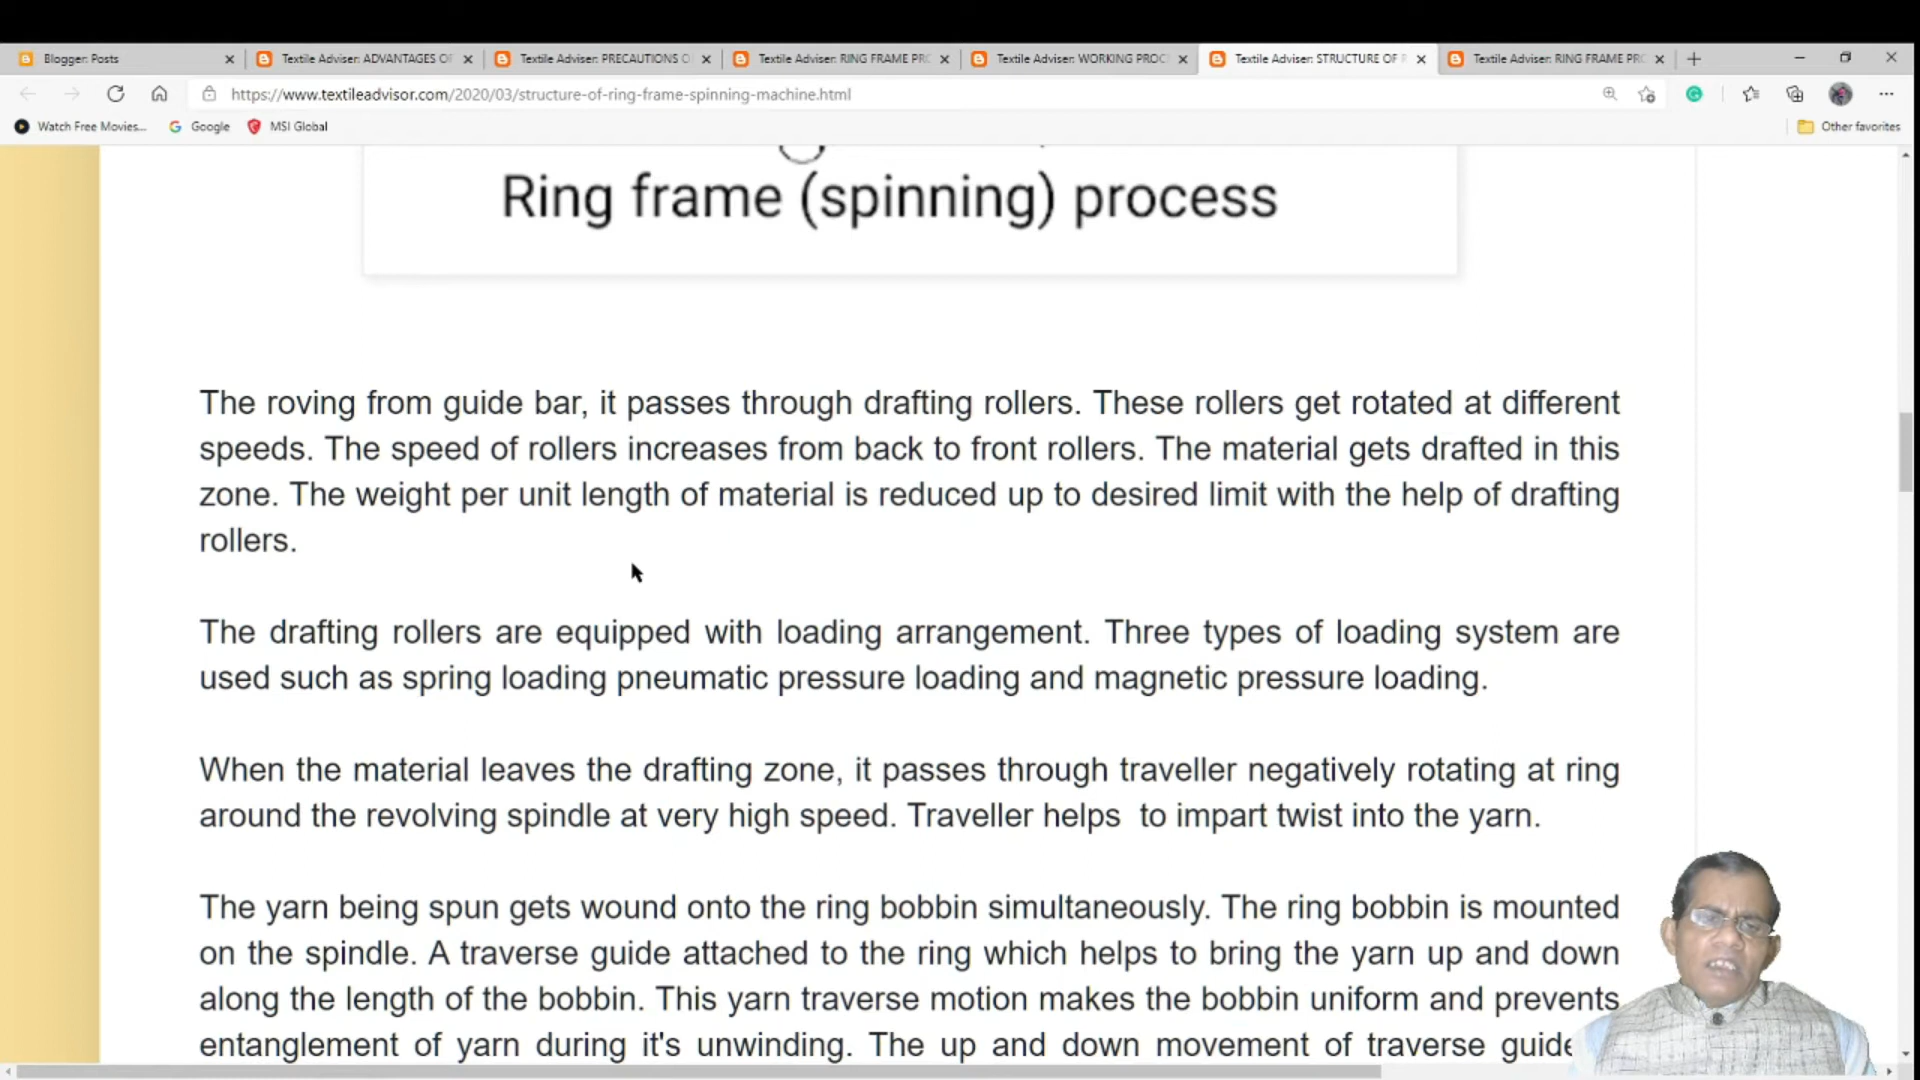 Blogger: Posts
Textile Adviser: ADVANTAGES OF
Textile Adviser: PRECAUTIONS O
Textile Adviser: RING FRAME PRO
Textile Adviser: WORKING PROC
Textile Adviser: STRUCTURE OF R
Textile Adviser: RING FRAME PRO
https://www.textileadvisor.com/2020/03/structure-of-ring-frame-spinning-machine.html
Watch Free Movies...
Google
MSI Global
Other favorites
Ring frame (spinning) process
The roving from guide bar, it passes through drafting rollers. These rollers get rotated at different
speeds. The speed of rollers increases from back to front rollers. The material gets drafted in this
zone. The weight per unit length of material is reduced up to desired limit with the help of drafting
rollers.
The drafting rollers are equipped with loading arrangement. Three types of loading system are
used such as spring loading pneumatic pressure loading and magnetic pressure loading.
When the material leaves the drafting zone, it passes through traveller negatively rotating at ring
around the revolving spindle at very high speed. Traveller helps to impart twist into the yarn.
The yarn being spun gets wound onto the ring bobbin simultaneously. The ring bobbin is mounted
on the spindle. A traverse guide attached to the ring which helps to bring the yarn up and down
along the length of the bobbin. This yarn traverse motion makes the bobbin uniform and prevents
entanglement of yarn during it's unwinding. The up and down movement of traverse guide